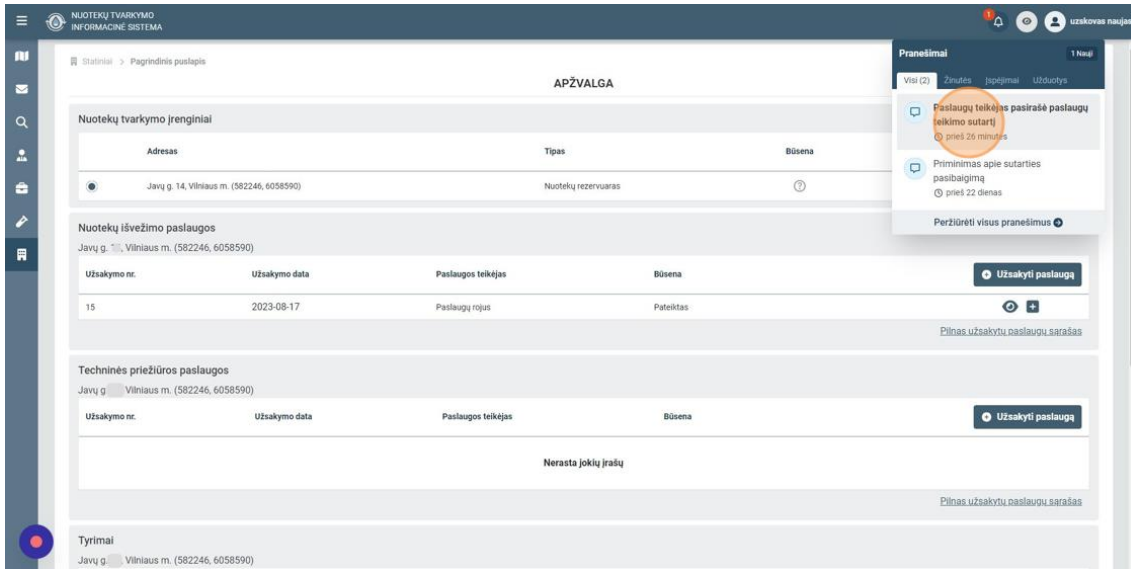 NUOTEKŲ TVARKYMO
INFORMACINĖ SISTEMA
1
uzskovas naujas
Statiniai > Pagrindinis puslapis
APŽVALGA
Pranešimai
1 Nauji
Visi (2) Žinutės Įspėjimai Užduotys
Paslaugų teikėjas pasirašė paslaugų
teikimo sutartį
prieš 26 minutes
Priminimas apie sutarties
pasibaigimą
prieš 22 dienas
Peržiūrėti visus pranešimus
Nuotekų tvarkymo įrenginiai
Adresas Tipas Būsena
Javų g. 14, Vilniaus m. (582246, 6058590) Nuotekų rezervuaras
Nuotekų išvežimo paslaugos
Javų g. , Vilniaus m. (582246, 6058590)
Užsakymo nr. Užsakymo data Paslaugos teikėjas Būsena Užsakyti paslaugą
15 2023-08-17 Paslaugų rojus Pateiktas
Pilnas užsakytų paslaugų sąrašas
Techninės priežiūros paslaugos
Javų g. Vilniaus m. (582246, 6058590)
Užsakymo nr. Užsakymo data Paslaugos teikėjas Būsena Užsakyti paslaugą
Nerasta jokių įrašų
Pilnas užsakytų paslaugų sąrašas
Tyrimai
Javų g. Vilniaus m. (582246, 6058590)